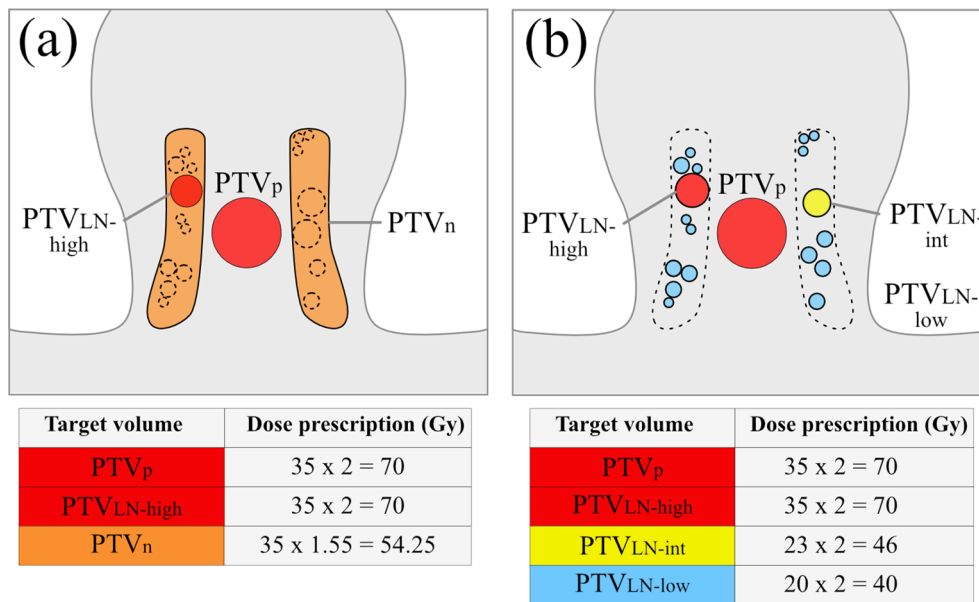 (a)
PTVp
PTVLN-
high
PTVn
Target volume Dose prescription (Gy)
PTVp 35 x 2 = 70
PTVLN-high 35 x 2 = 70
PTVn 35 x 1.55 = 54.25
(b)
PTVp
PTVLN-
high
PTVLN-
int
PTVLN-
low
Target volume Dose prescription (Gy)
PTVp 35 x 2 = 70
PTVLN-high 35 x 2 = 70
PTVLN-int 23 x 2 = 46
PTVLN-low 20 x 2 = 40